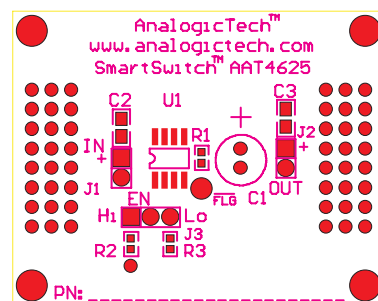 AnalogicTech™
www.analogictech.com
SmartSwitch™ AAT4625
C2
U1
C3
R1
J2
IN
+
+
+
J1
EN
FLG
C1
OUT
Hi
Lo
J3
R2
R3
PN:_____________________